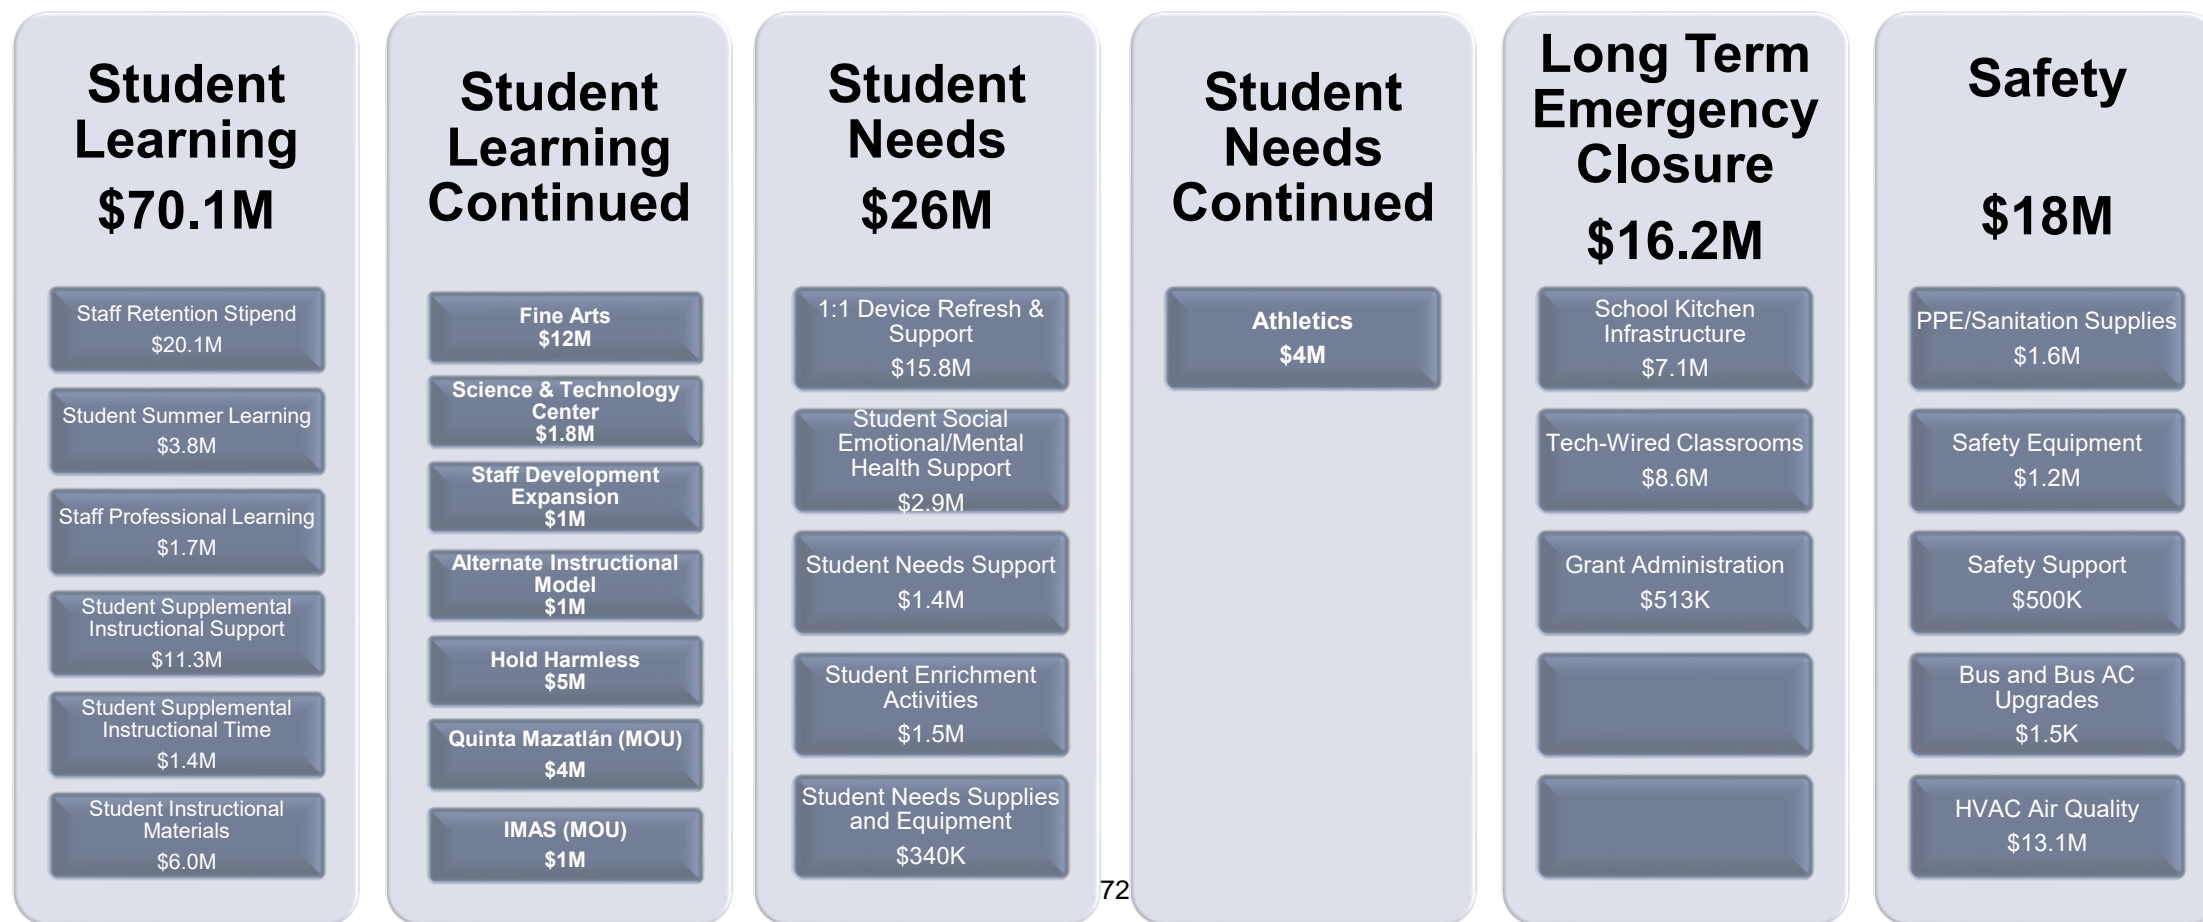 Student
Learning
$70.1M
Staff Retention Stipend
$20.1M
Student Summer Learning
$3.8M
Staff Professional Learning
$1.7M
Student Supplemental
Instructional Support
$11.3M
Student Supplemental
Instructional Time
$1.4M
Student Instructional
Materials
$6.0M
Student
Learning
Continued
Fine Arts
$12M
Science & Technology
Center
$1.8M
Staff Development
Expansion
$1M
Alternate Instructional
Model
$1M
Hold Harmless
$5M
Quinta Mazatlán (MOU)
$4M
IMAS (MOU)
$1M
Student
Needs
$26M
1:1 Device Refresh &
Support
$15.8M
Student Social
Emotional/Mental
Health Support
$2.9M
Student Needs Support
$1.4M
Student Enrichment
Activities
$1.5M
Student Needs Supplies
and Equipment
$340K
Student
Needs
Continued
Athletics
$4M
Long Term
Emergency
Closure
$16.2M
School Kitchen
Infrastructure
$7.1M
Tech-Wired Classrooms
$8.6M
Grant Administration
$513K
Safety
$18M
PPE/Sanitation Supplies
$1.6M
Safety Equipment
$1.2M
Safety Support
$500K
Bus and Bus AC
Upgrades
$1.5K
HVAC Air Quality
$13.1M
72